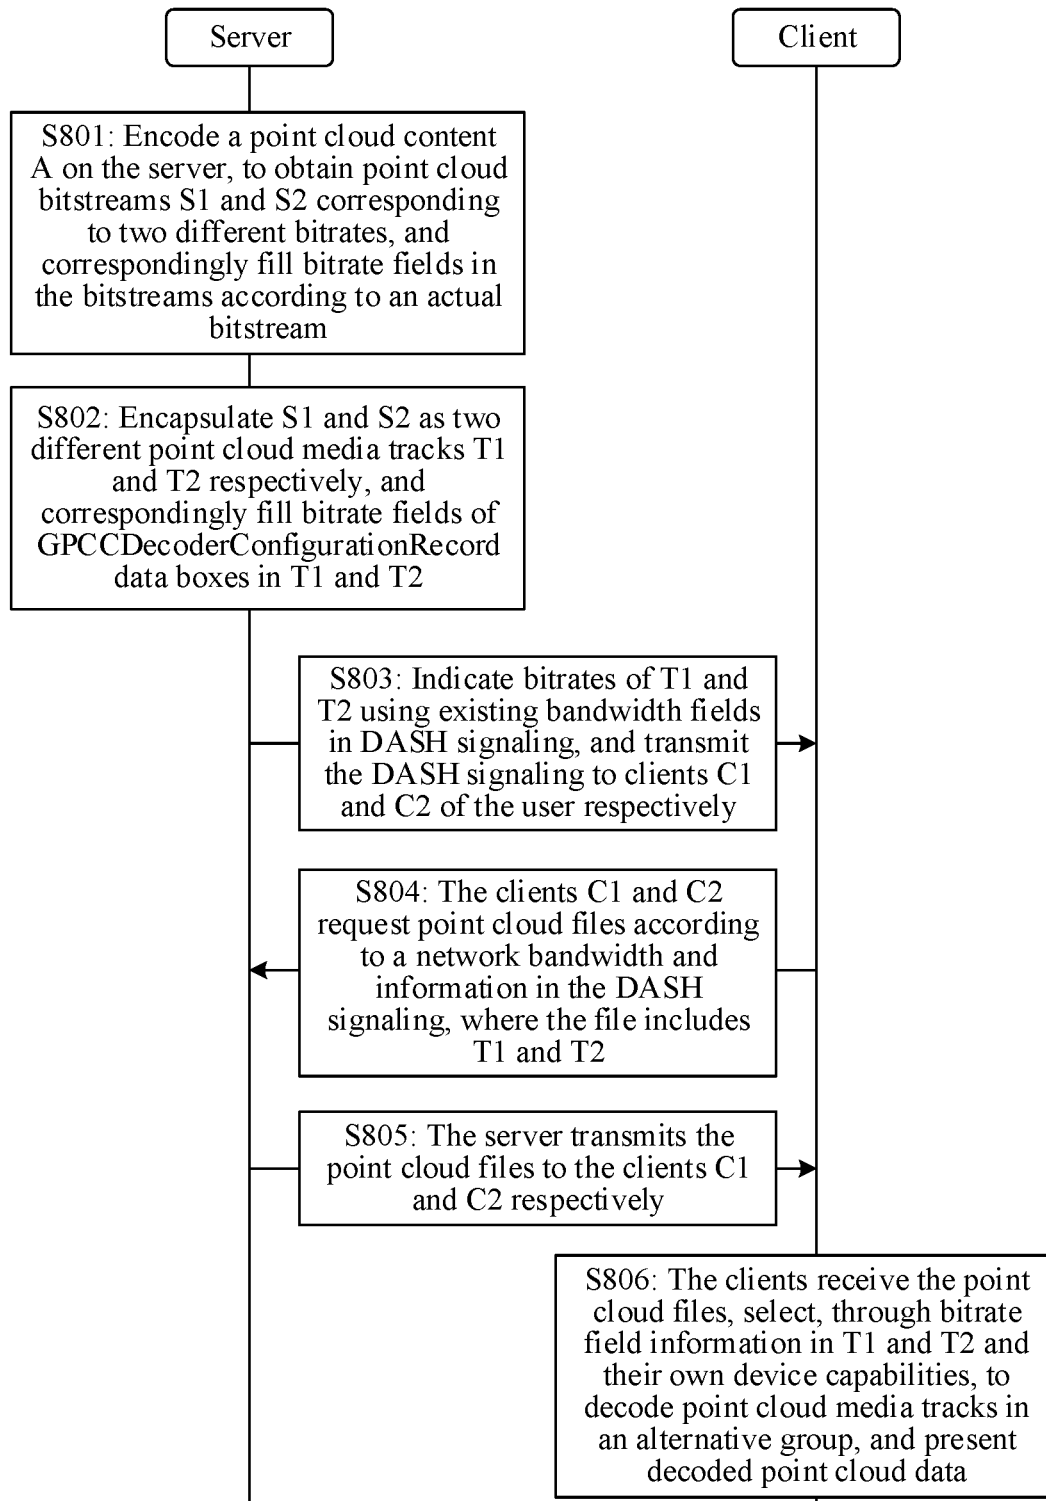 Server
Client
S801: Encode a point cloud content
A on the server, to obtain point cloud
bitstreams S1 and S2 corresponding
to two different bitrates, and
correspondingly fill bitrate fields in
the bitstreams according to an actual
bitstream
S802: Encapsulate S1 and S2 as two
different point cloud media tracks T1
and T2 respectively, and
correspondingly fill bitrate fields of
GPCCDecoderConfigurationRecord
data boxes in T1 and T2
S803: Indicate bitrates of T1 and
T2 using existing bandwidth fields
in DASH signaling, and transmit
the DASH signaling to clients C1
and C2 of the user respectively
S804: The clients C1 and C2
request point cloud files according
to a network bandwidth and
information in the DASH
signaling, where the file includes
T1 and T2
S805: The server transmits the
point cloud files to the clients C1
and C2 respectively
S806: The clients receive the point
cloud files, select, through bitrate
field information in T1 and T2 and
their own device capabilities, to
decode point cloud media tracks in
an alternative group, and present
decoded point cloud data